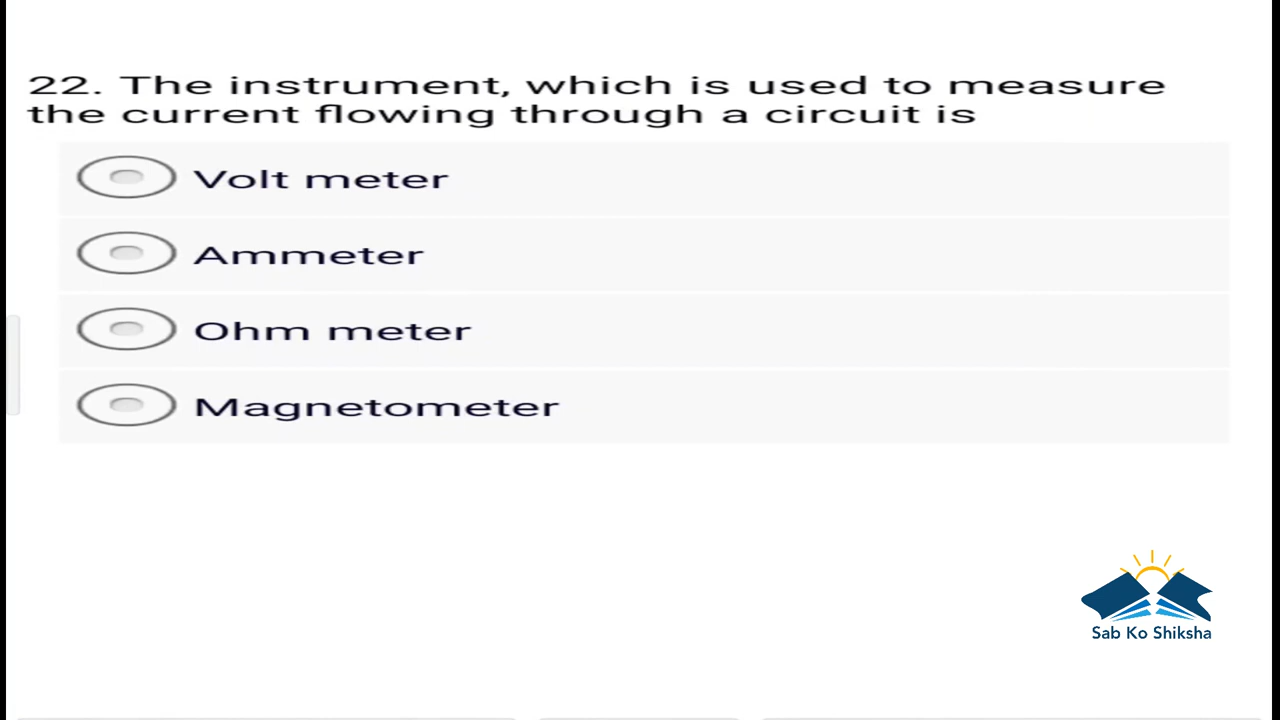 22. The instrument, which is used to measure
the current flowing through a circuit is
Volt meter
Ammeter
Ohm meter
Magnetometer
Sab Ko Shiksha